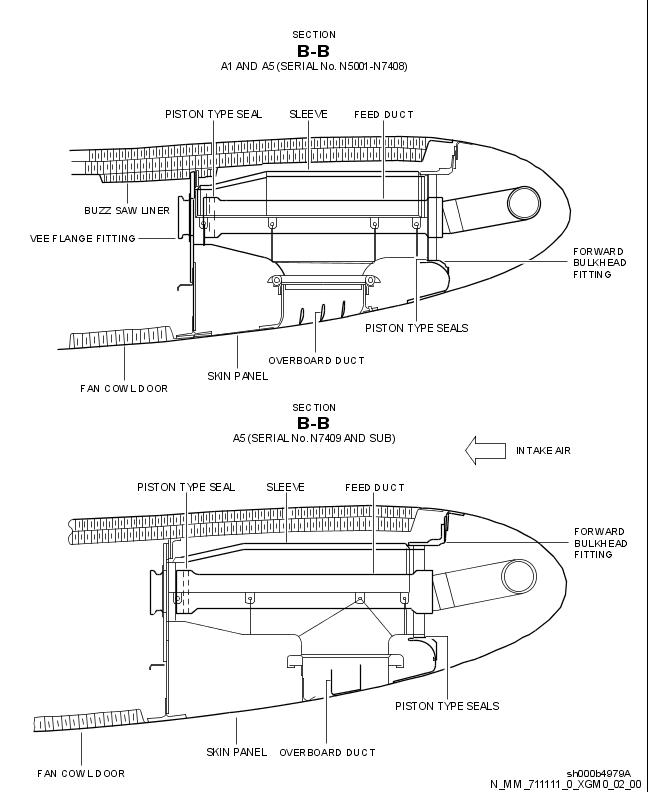 SECTION
B-B
A1 AND A5 (SERIAL No. N5001-N7408)
PISTON TYPE SEAL
SLEEVE
FEED DUCT
BUZZ SAW LINER
VEE FLANGE FITTING
FORWARD
BULKHEAD
FITTING
PISTON TYPE SEALS
OVERBOARD DUCT
SKIN PANEL
FAN COWL DOOR
SECTION
B-B
A5 (SERIAL No. N7409 AND SUB)
INTAKE AIR
PISTON TYPE SEAL
SLEEVE
FEED DUCT
FORWARD
BULKHEAD
FITTING
PISTON TYPE SEALS
SKIN PANEL
OVERBOARD DUCT
FAN COWL DOOR
sh000b4979A
N_MM_711111_0_XGM0_02_00